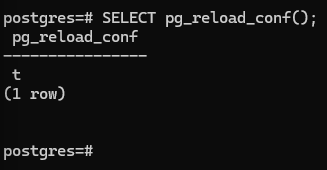 postgres=# SELECT pg_reload_conf();
 pg_reload_conf
----------------
 t
(1 row)
postgres=#